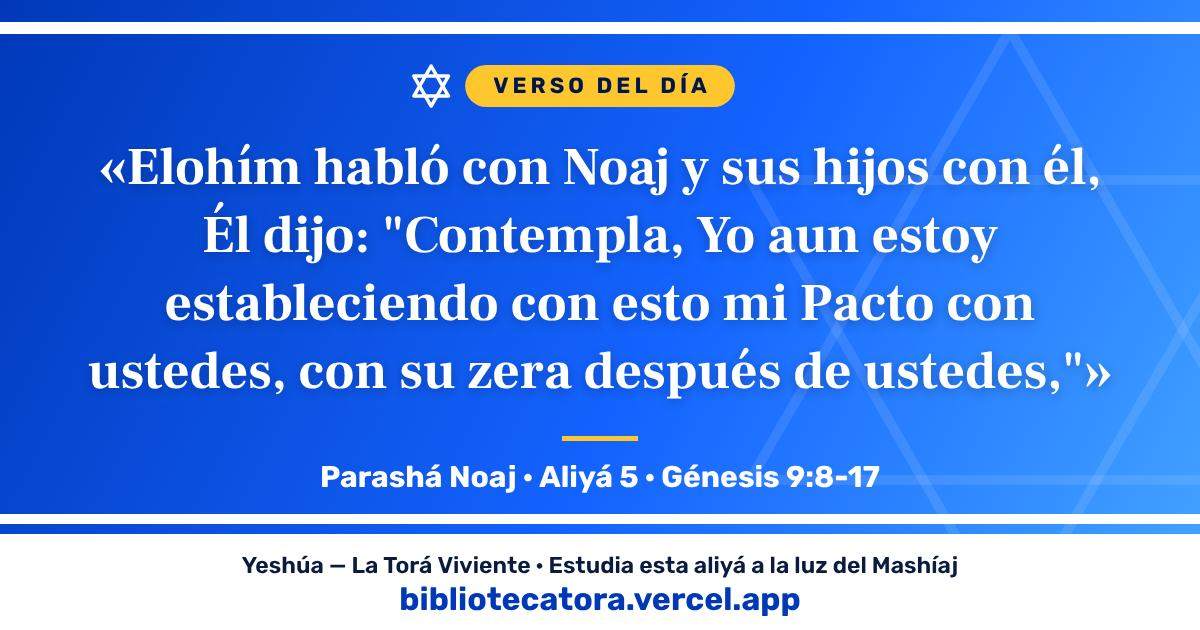 VERSO DEL DÍA
«Elohím habló con Noaj y sus hijos con él,
Él dijo: "Contempla, Yo aun estoy
estableciendo con esto mi Pacto con
ustedes, con su zera después de ustedes,"»
Parashá Noaj • Aliyá 5 • Génesis 9:8-17
Yeshúa — La Torá Viviente • Estudia esta aliyá a la luz del Mashíaj
bibliotecatora.vercel.app